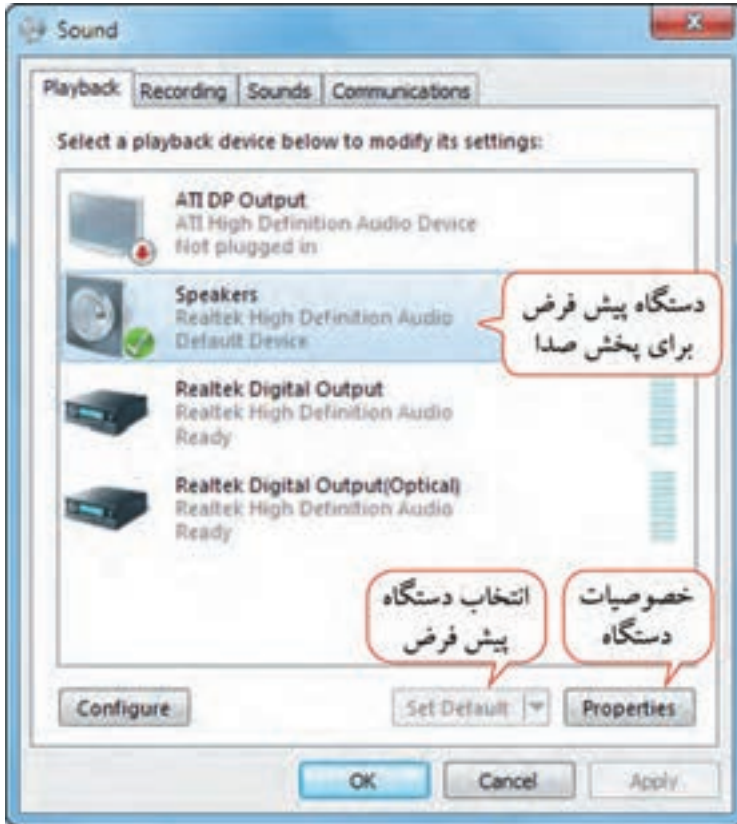 Sound
Playback Recording Sounds Communications
Select a playback device below to modify its settings:
ATI DP Output
ATI High Definition Audio Device
Not plugged in
Speakers
Realtek High Definition Audio
Default Device
دستگاه پیش فرض
برای پخش صدا
Realtek Digital Output
Realtek High Definition Audio
Ready
Realtek Digital Output(Optical)
Realtek High Definition Audio
Ready
انتخاب دستگاه
پیش فرض
خصوصیات
دستگاه
Configure Set Default Properties
OK Cancel Apply